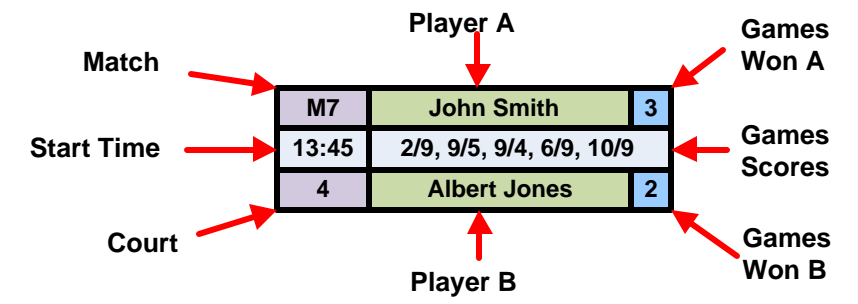 Player A
Games
Won A
Match
M7 John Smith 3
Start Time 13:45 2/9, 9/5, 9/4, 6/9, 10/9 Games
Scores
4 Albert Jones 2
Court
Player B
Games
Won B